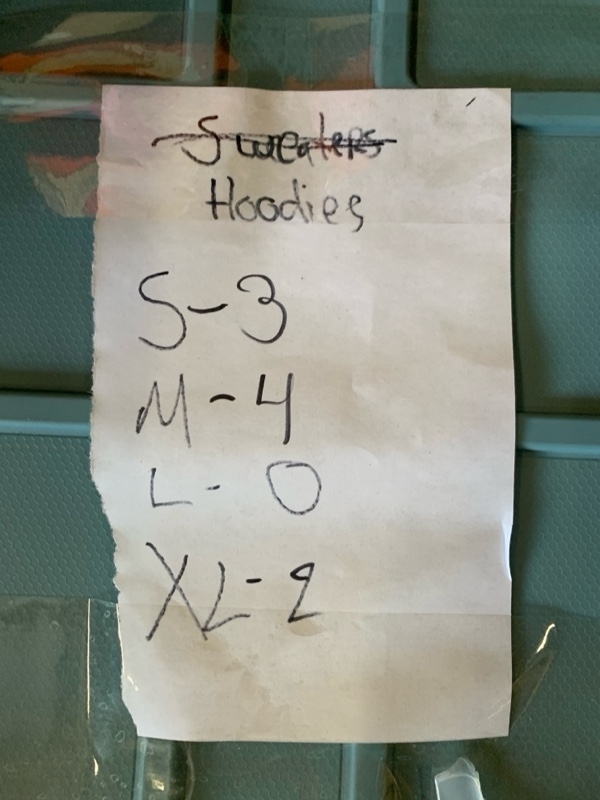 Sweaters
Hoodies
S-3
M-4
L-0
XL-2